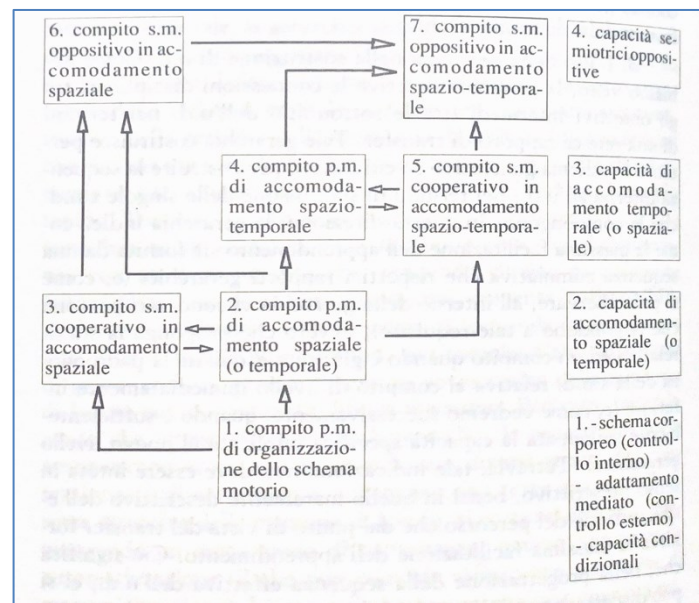 6. compito s.m.
oppositivo in ac-
comodamento
spaziale
7. compito s.m.
oppositivo in ac-
comodamento
spazio-tempora-
le
4. capacità se-
miotrici opposi-
tive
4. compito p.m.
di accomoda-
mento spazio-
temporale
5. compito s.m.
cooperativo in
accomodamento
spazio-tempora-
le
3. capacità di
accomoda-
mento tempo-
rale (o spazia-
le)
3. compito s.m.
cooperativo in
accomodamento
spaziale
2. compito p.m.
di accomoda-
mento spaziale
(o temporale)
2. capacità di
accomodamen-
to spaziale (o
temporale)
1. compito p.m.
di organizzazio-
ne dello schema
motorio
1. - schema cor-
poreo (control-
lo interno)
- adattamento
mediato (con-
trollo esterno)
- capacità con-
dizionali